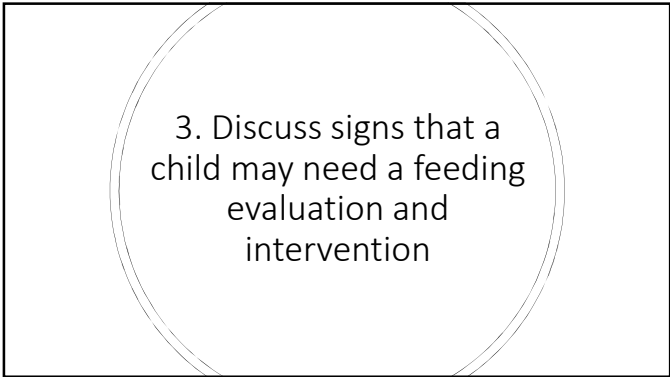 3. Discuss signs that a
child may need a feeding
evaluation and
intervention